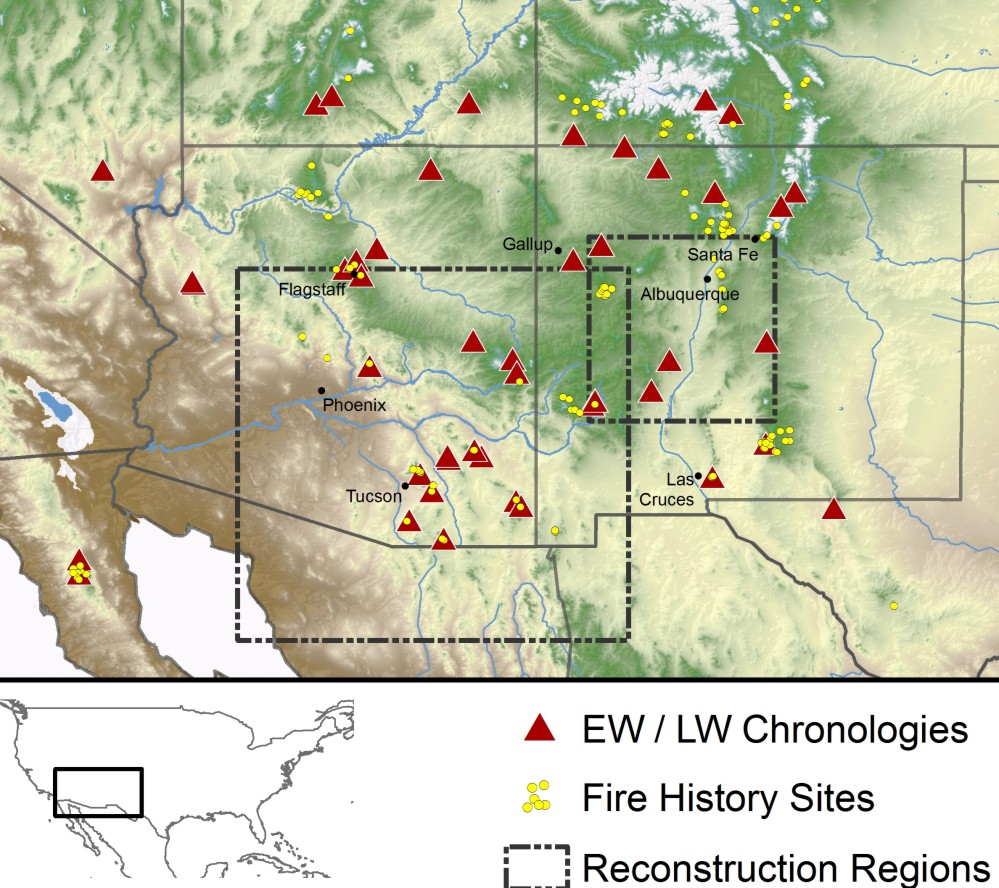 Gallup
Santa Fe
Flagstaff
Albuquerque
Phoenix
Las
Cruces
Tucson
EW / LW Chronologies
Fire History Sites
Reconstruction Regions